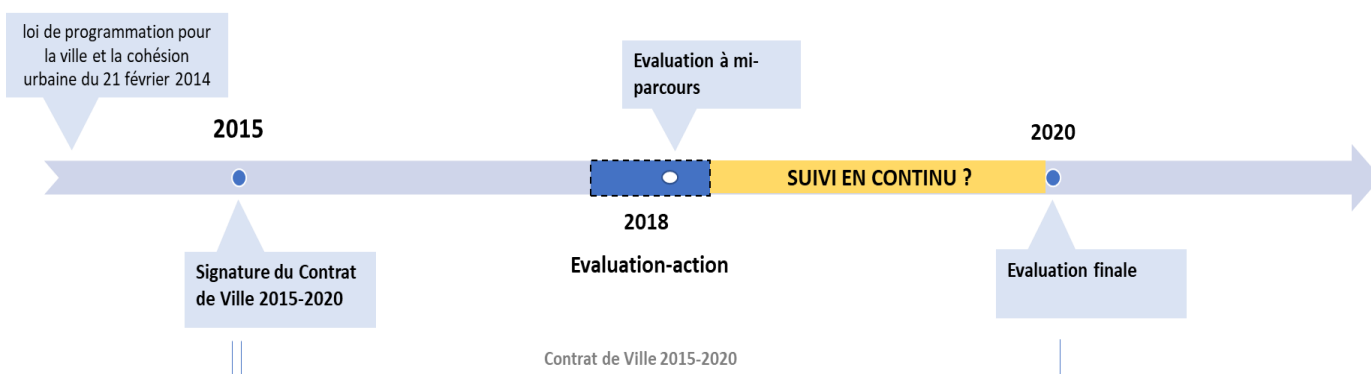 loi de programmation pour
la ville et la cohésion
urbaine du 21 février 2014
Evaluation à mi-
parcours
2015
2020
SUIVI EN CONTINU ?
2018
Evaluation-action
Signature du Contrat
de Ville 2015-2020
Evaluation finale
Contrat de Ville 2015-2020